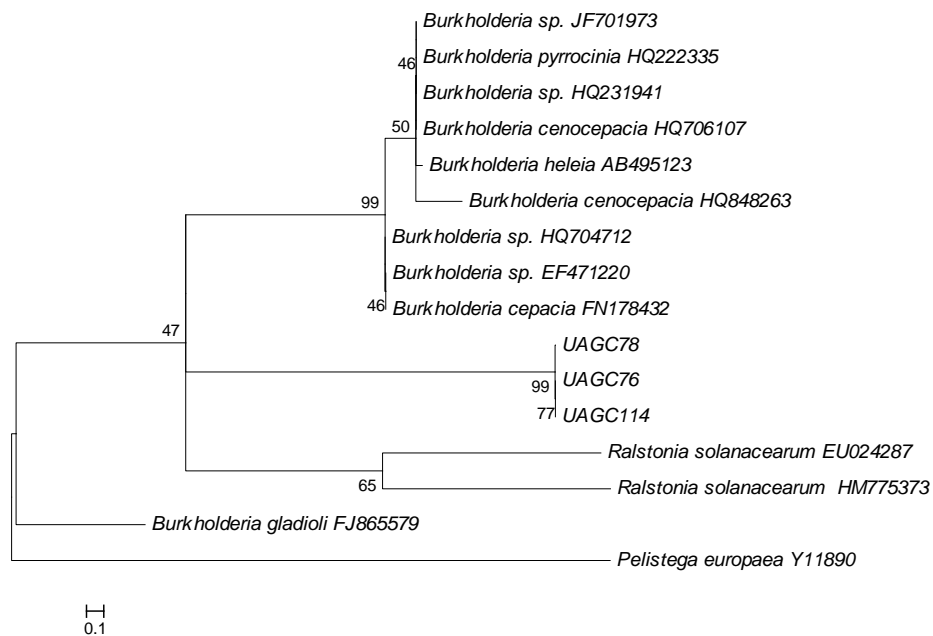 Burkholderia sp. JF701973
46
Burkholderia pyrrocinia HQ222335
Burkholderia sp. HQ231941
50
Burkholderia cenocepacia HQ706107
Burkholderia heleia AB495123
99
Burkholderia cenocepacia HQ848263
Burkholderia sp. HQ704712
Burkholderia sp. EF471220
46
Burkholderia cepacia FN178432
47
UAGC78
99
UAGC76
77
UAGC114
Ralstonia solanacearum EU024287
65
Ralstonia solanacearum HM775373
Burkholderia gladioli FJ865579
Pelistega europaea Y11890
0.1